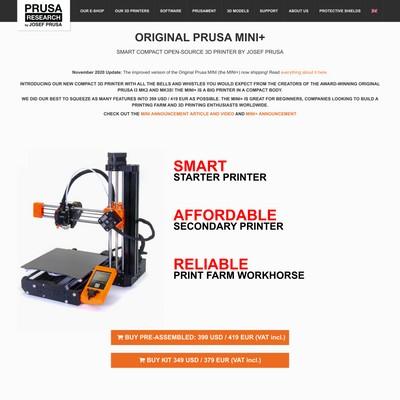 PRUSA
RESEARCH
by JOSEF PRUSA
OUR E-SHOP OUR 3D PRINTERS SOFTWARE PRUSAMENT 3D MODELS SUPPORT ABOUT US PROTECTIVE SHIELDS
ORIGINAL PRUSA MINI+
SMART COMPACT OPEN-SOURCE 3D PRINTER BY JOSEF PRUSA
November 2020 Update: The improved version of the Original Prusa MINI (the MINI+) now shipping! Read everything about it here
INTRODUCING OUR NEW COMPACT 3D PRINTER WITH ALL THE BELLS AND WHISTLES YOU WOULD EXPECT FROM THE CREATORS OF THE AWARD-WINNING ORIGINAL
PRUSA I3 MK2 AND MK3S! THE MINI+ IS A BIG PRINTER IN A COMPACT BODY.
WE DID OUR BEST TO SQUEEZE AS MANY FEATURES INTO 399 USD / 419 EUR AS POSSIBLE. THE MINI+ IS GREAT FOR BEGINNERS, COMPANIES LOOKING TO BUILD A
PRINTING FARM AND 3D PRINTING ENTHUSIASTS WORLDWIDE.
CHECK OUT THE MINI ANNOUNCEMENT ARTICLE AND VIDEO AND MINI+ ANNOUNCEMENT
SMART
STARTER PRINTER
AFFORDABLE
SECONDARY PRINTER
RELIABLE
PRINT FARM WORKHORSE
BUY PRE-ASSEMBLED: 399 USD / 419 EUR (VAT incl.)
BUY KIT 349 USD / 379 EUR (VAT incl.)